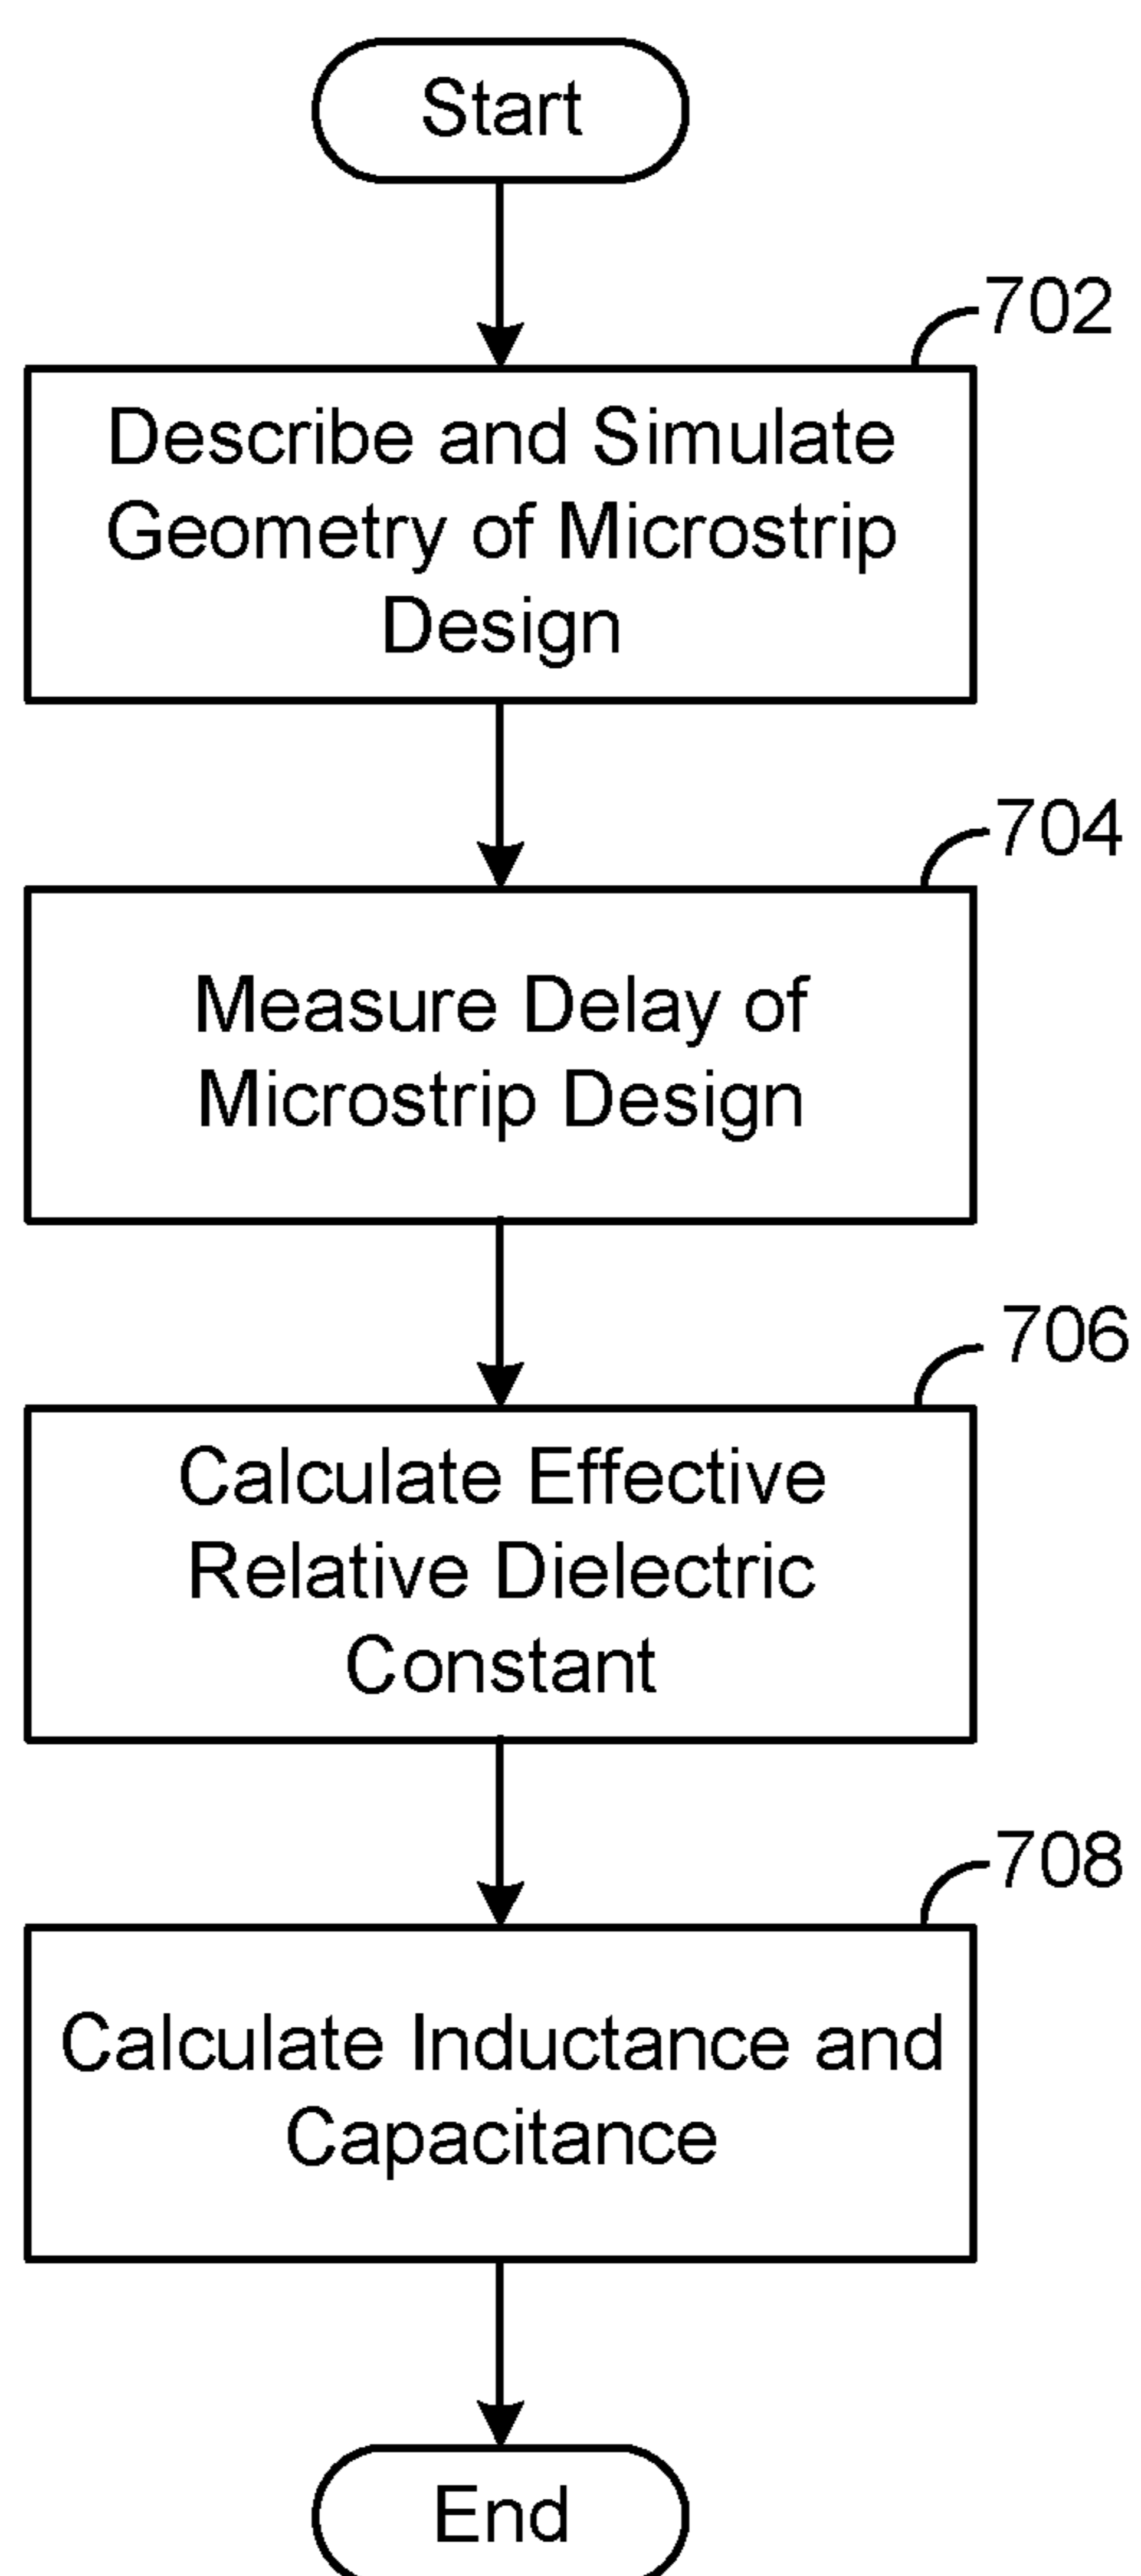 Start
702
Describe and Simulate
Geometry of Microstrip
Design
704
Measure Delay of
Microstrip Design
706
Calculate Effective
Relative Dielectric
Constant
708
Calculate Inductance and
Capacitance
End